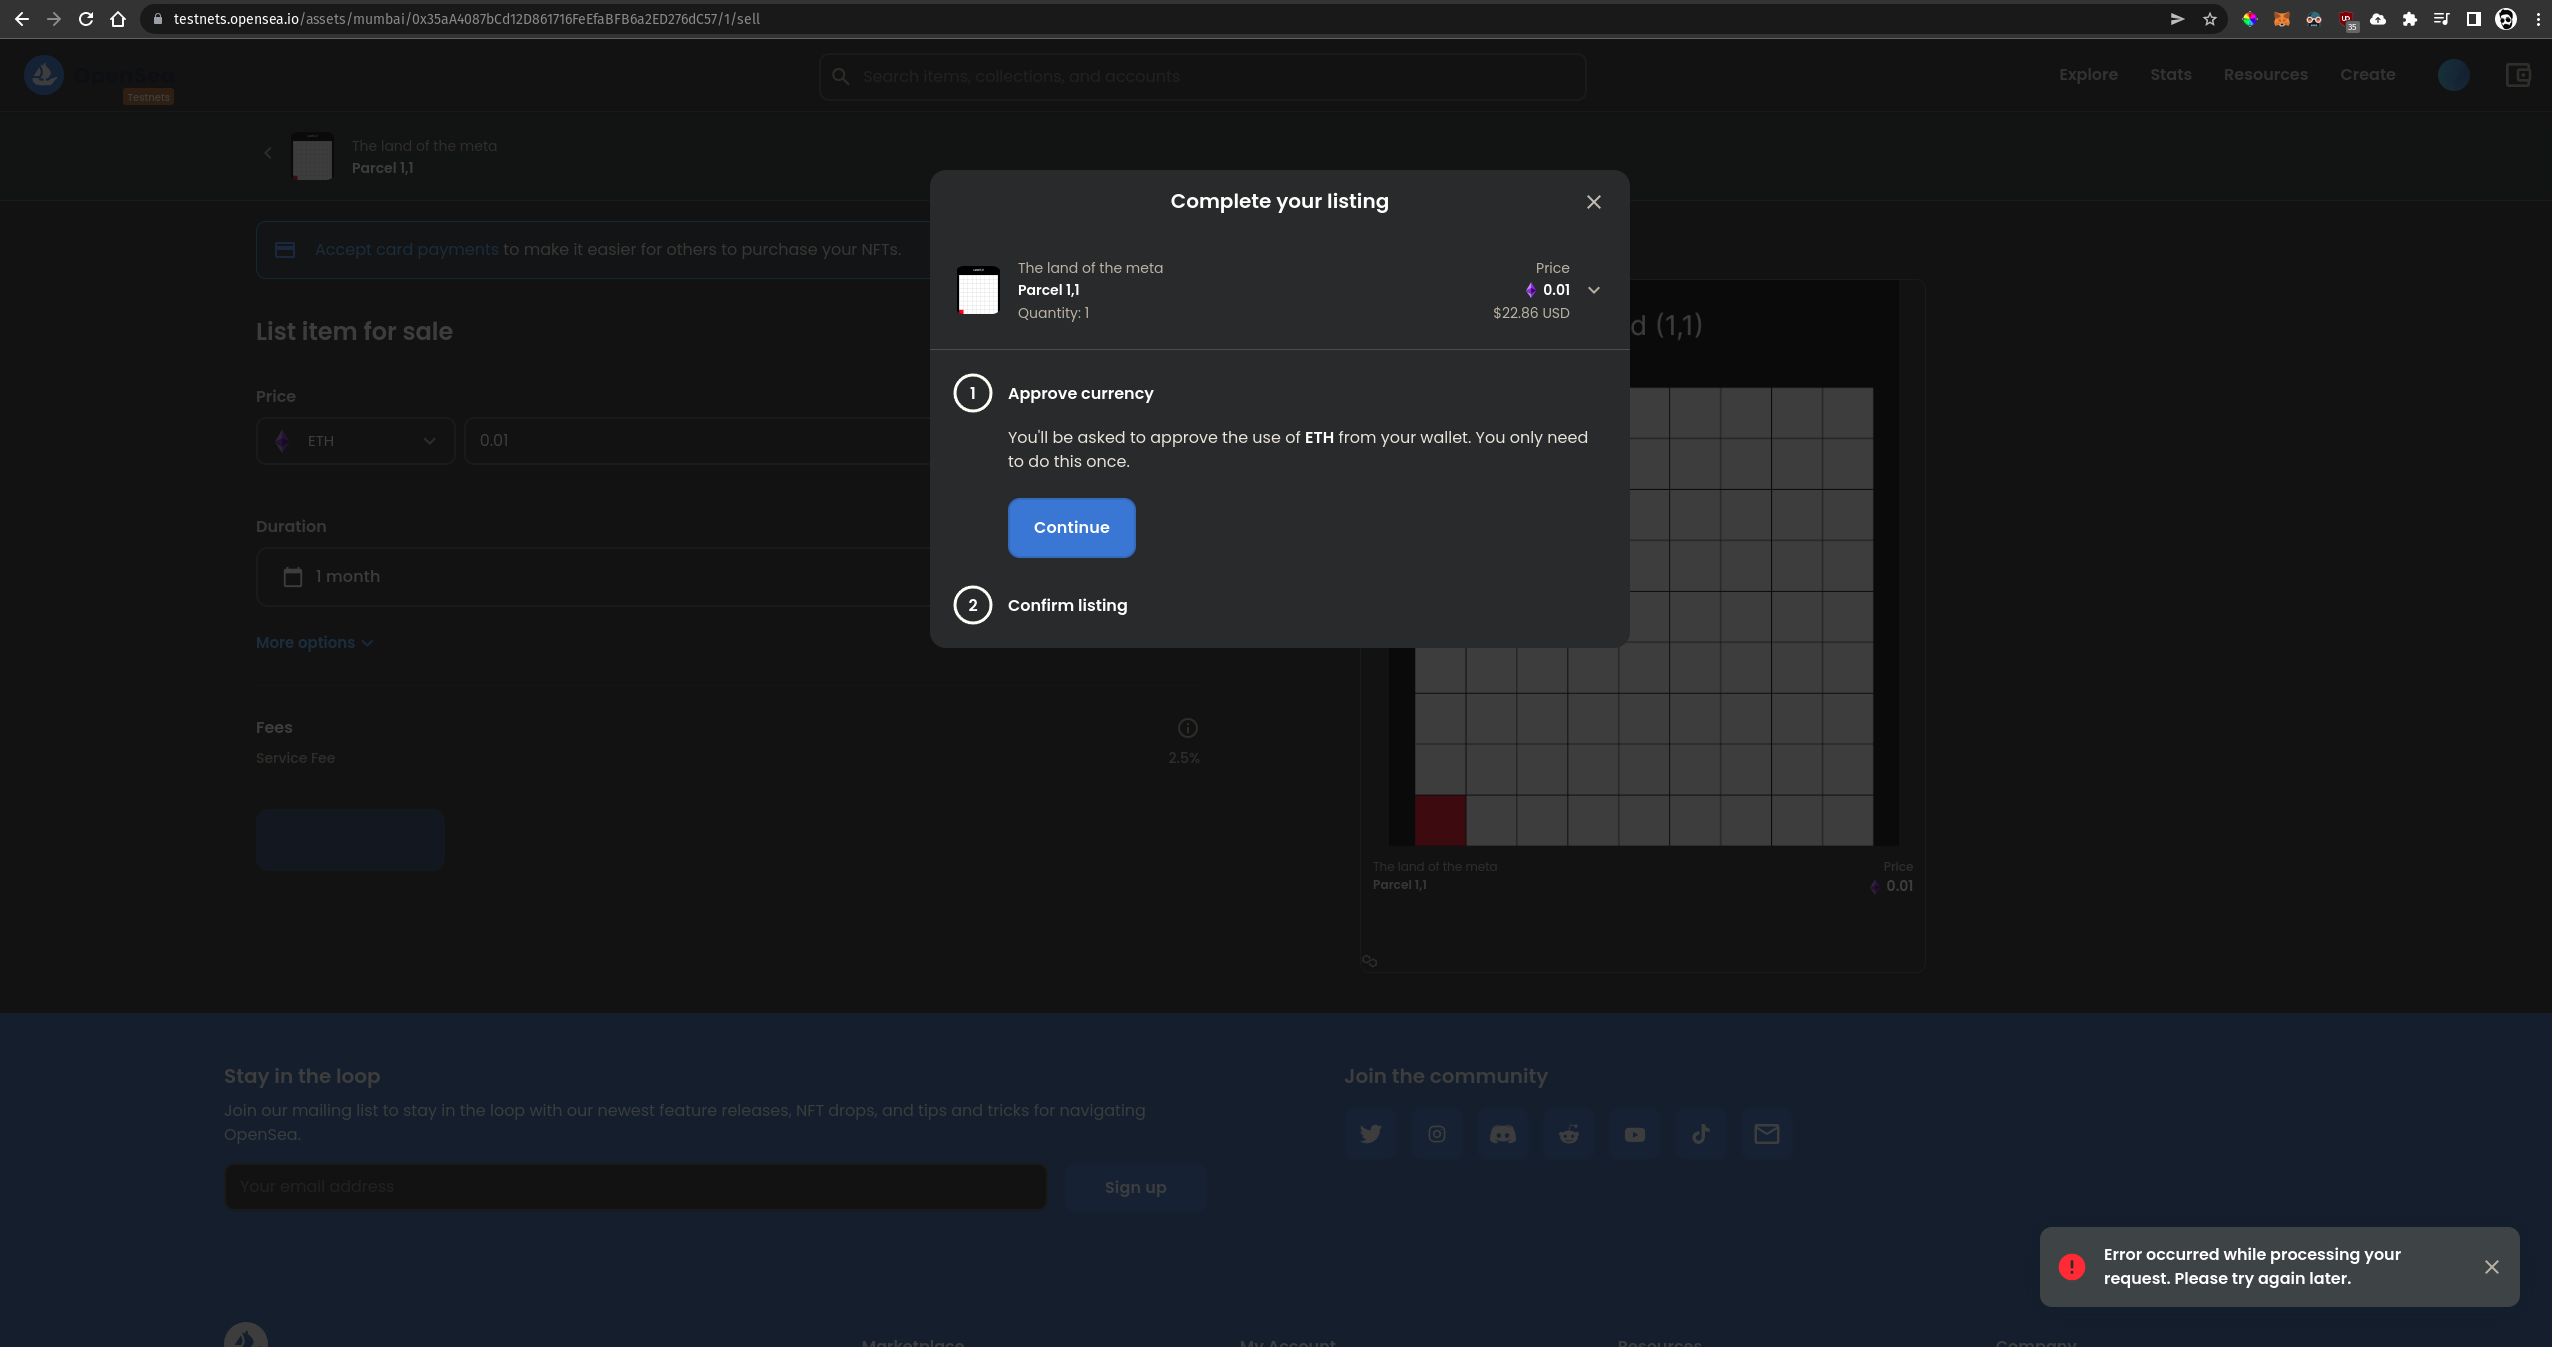 testnets.opensea.io/assets/mumbai/0x35aA4087bCd12D861716FeEfaBFB6a2ED276dC57/1/sell
35
OpenSea
Testnets
Search items, collections, and accounts
Explore
Stats
Resources
Create
The land of the meta
Parcel 1,1
Accept card payments to make it easier for others to purchase your NFTs.
List item for sale
Price
ETH
0.01
Duration
1 month
More options
Fees
Service Fee
2.5%
Complete your listing
The land of the meta
Parcel 1,1
Quantity: 1
Price
0.01
$22.86 USD
1
Approve currency
You'll be asked to approve the use of ETH from your wallet. You only need
to do this once.
Continue
2
Confirm listing
d (1,1)
The land of the meta
Parcel 1,1
Price
0.01
Stay in the loop
Join our mailing list to stay in the loop with our newest feature releases, NFT drops, and tips and tricks for navigating
OpenSea.
Your email address
Sign up
Join the community
Error occurred while processing your
request. Please try again later.
Marketplace
My Account
Resources
Company